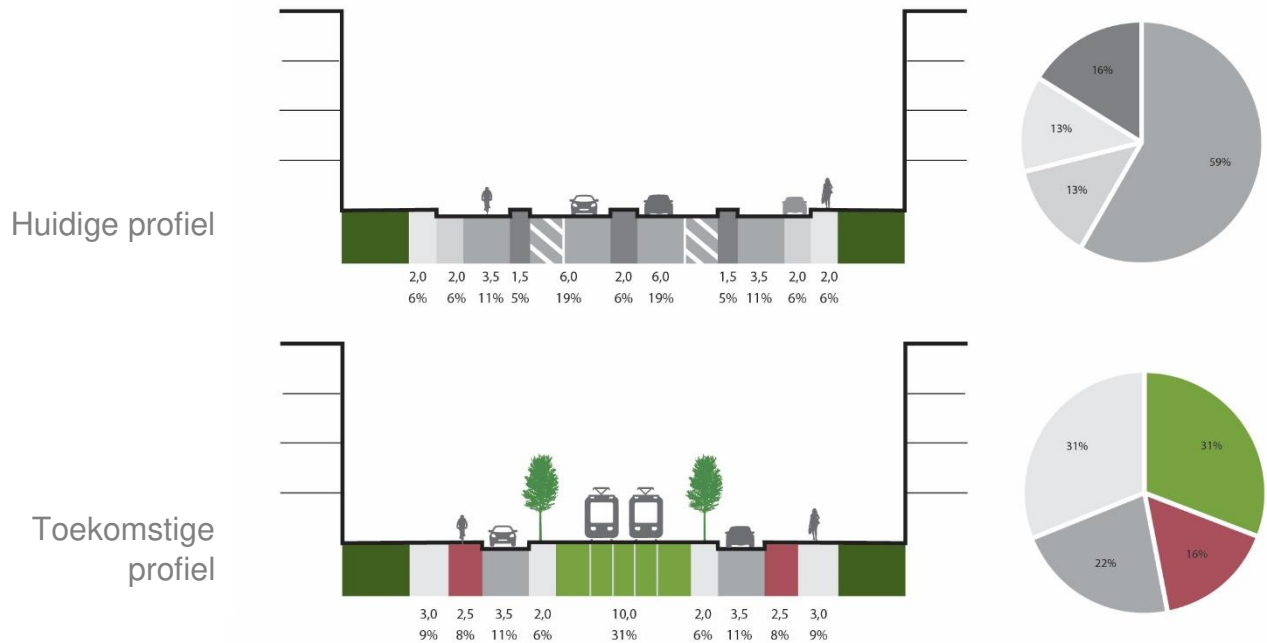 Huidige profiel
2,0 2,0 3,5 1,5 6,0 2,0 6,0 1,5 3,5 2,0 2,0
6% 6% 11% 5% 19% 6% 19% 5% 11% 6% 6%
16%
13%
13%
59%
Toekomstige
profiel
3,0 2,5 3,5 2,0 10,0 2,0 3,5 2,5 3,0
9% 8% 11% 6% 31% 6% 11% 8% 9%
31%
31%
22%
16%